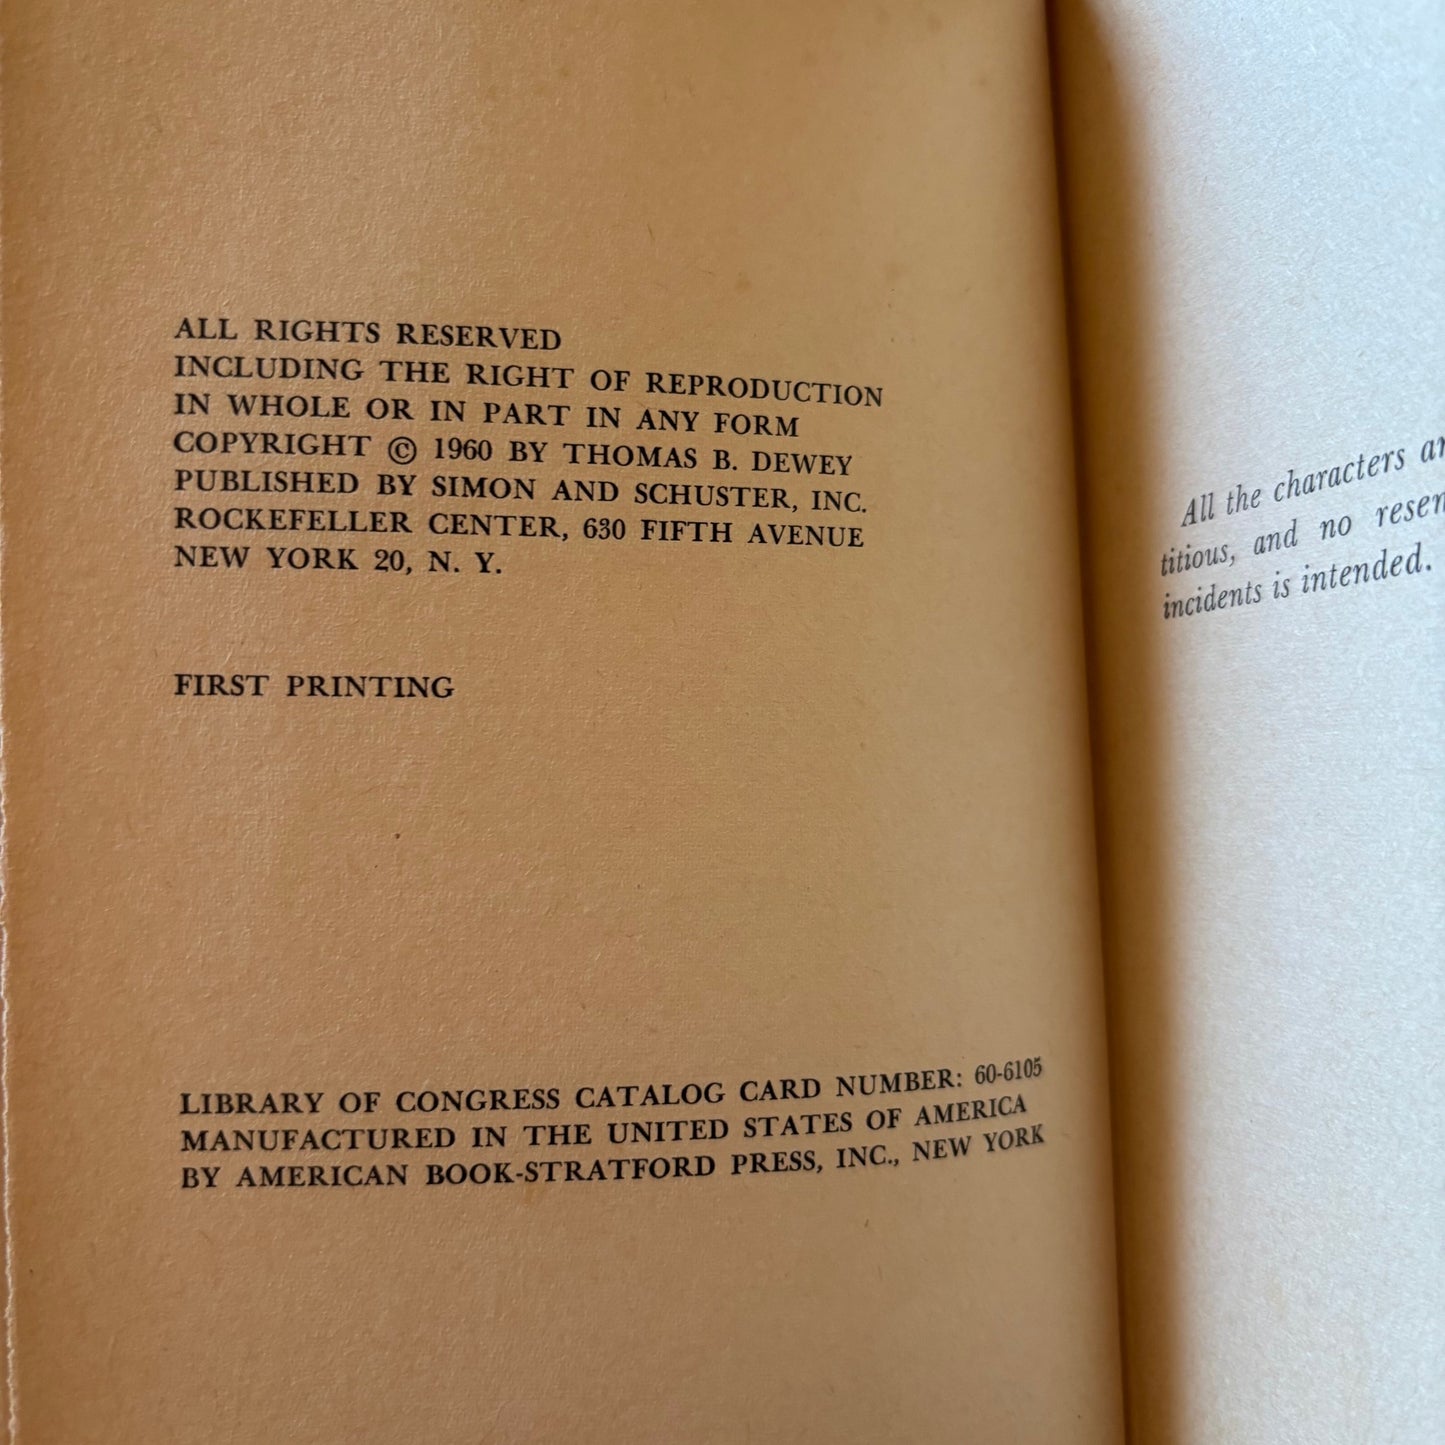 ALL RIGHTS RESERVED
INCLUDING THE RIGHT OF REPRODUCTION
IN WHOLE OR IN PART IN ANY FORM
COPYRIGHT © 1960 BY THOMAS B. DEWEY
PUBLISHED BY SIMON AND SCHUSTER, INC.
ROCKEFELLER CENTER, 630 FIFTH AVENUE
NEW YORK 20, N. Y.
FIRST PRINTING
LIBRARY OF CONGRESS CATALOG CARD NUMBER: 60-6105
MANUFACTURED IN THE UNITED STATES OF AMERICA
BY AMERICAN BOOK-STRATFORD PRESS, INC., NEW YORK
All the characters
titious, and no
incidents is intended.